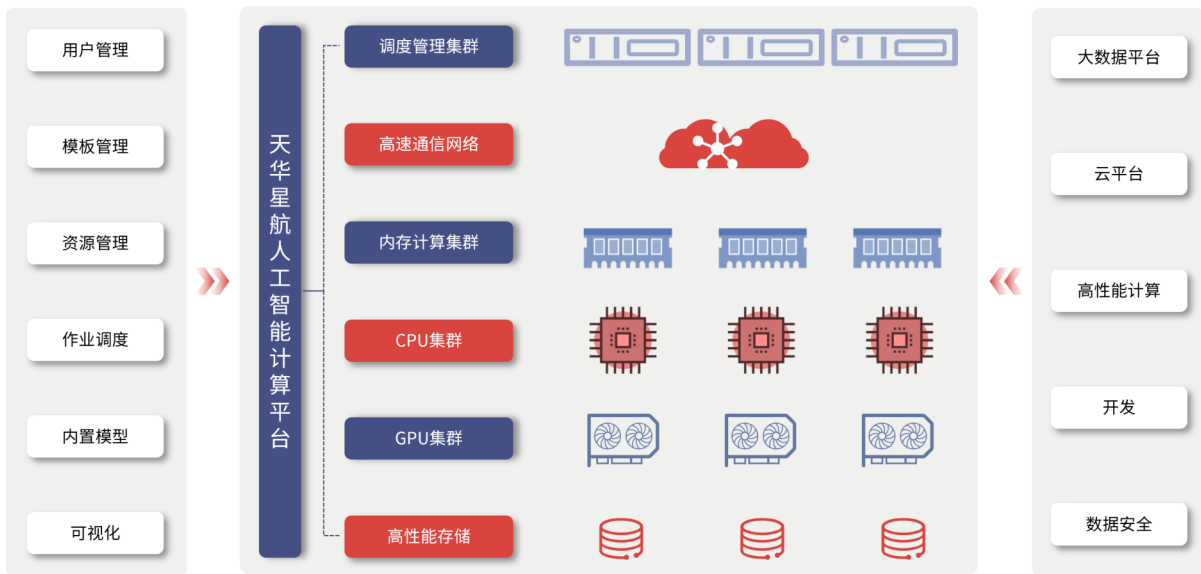 用户管理
模板管理
资源管理
作业调度
内置模型
可视化
天华星航人工智能计算平台
调度管理集群
高速通信网络
内存计算集群
CPU集群
GPU集群
高性能存储
大数据平台
云平台
高性能计算
开发
数据安全